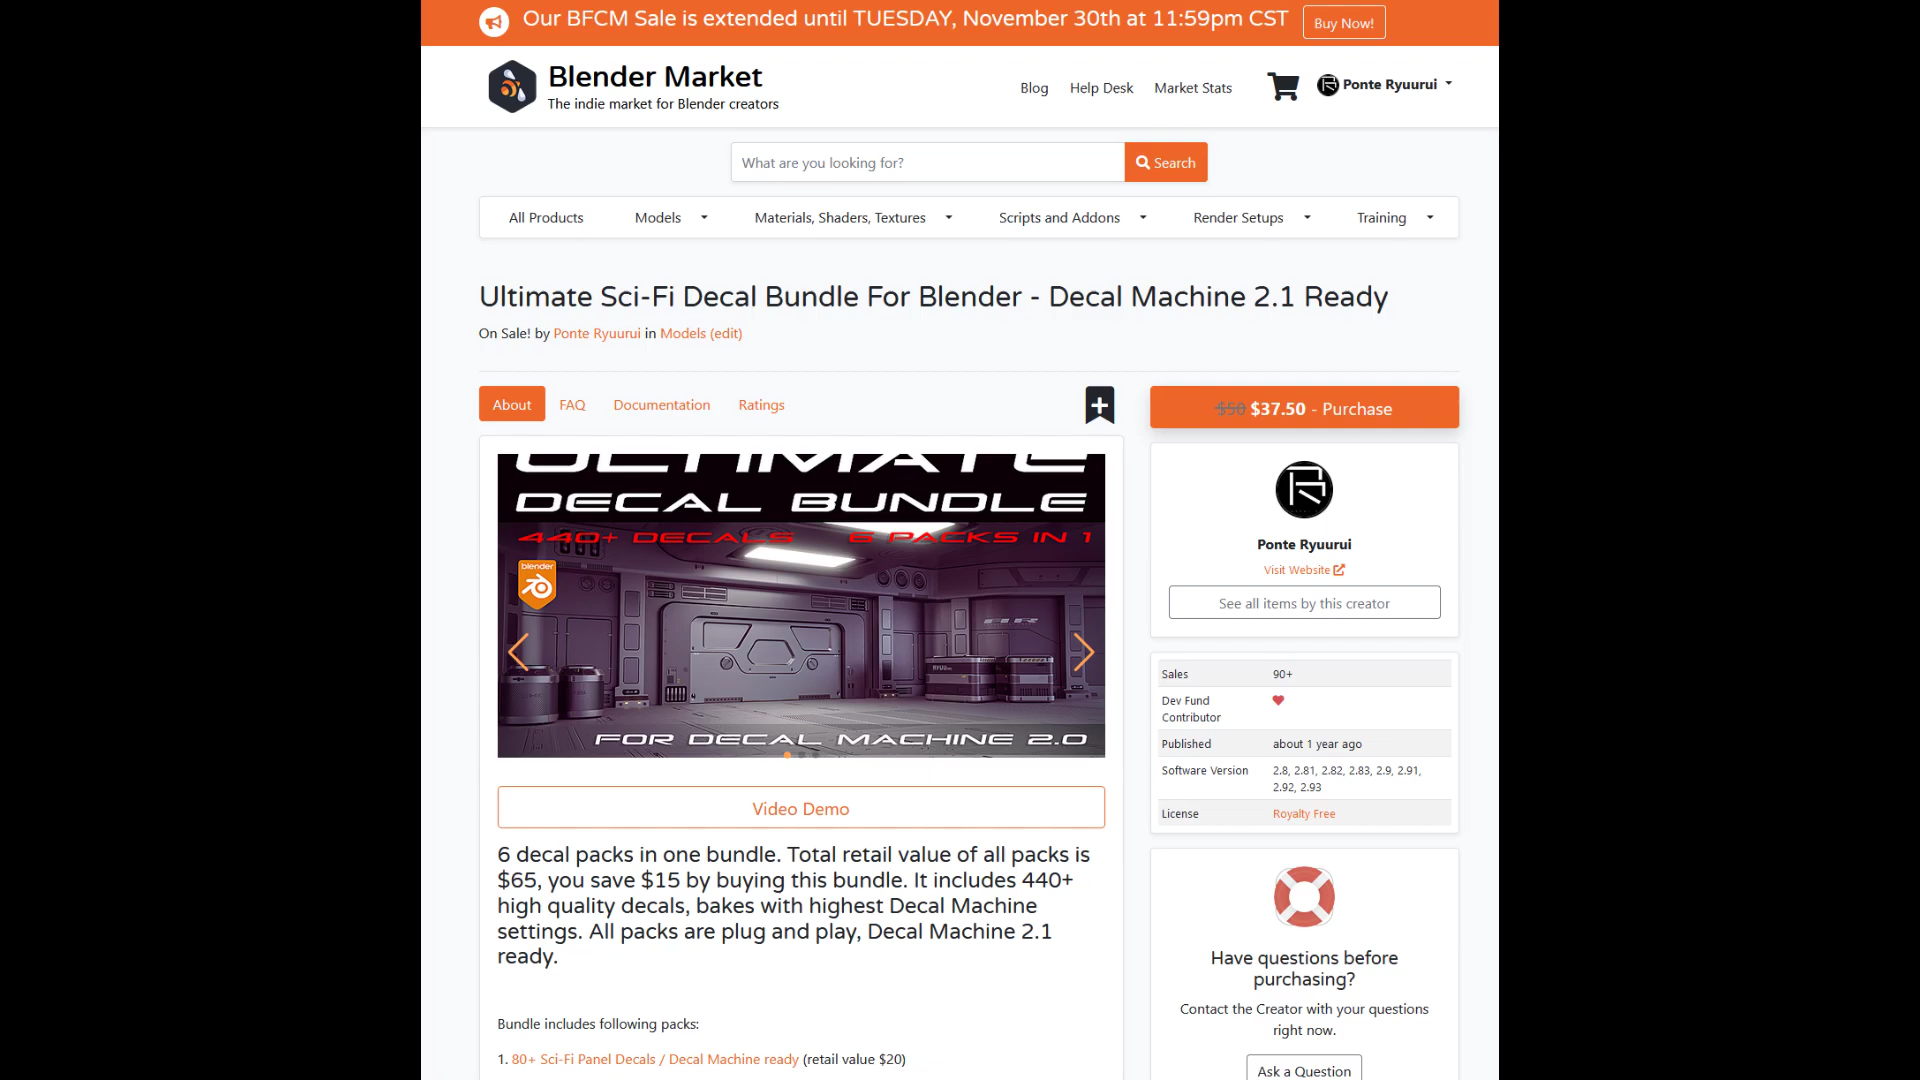 Our BFCM Sale is extended until TUESDAY, November 30th at 11:59pm CST Buy Now!
Blender Market
The indie market for Blender creators
Blog Help Desk Market Stats Ponte Ryuurui
What are you looking for? Search
All Products Models Materials, Shaders, Textures Scripts and Addons Render Setups Training
Ultimate Sci-Fi Decal Bundle For Blender - Decal Machine 2.1 Ready
On Sale! by Ponte Ryuurui in Models (edit)
About FAQ Documentation Ratings
ULTIMATE
DECAL BUNDLE
440+ DECALS 6 PACKS IN 1
blender
FOR DECAL MACHINE 2.0
Video Demo
6 decal packs in one bundle. Total retail value of all packs is
$65, you save $15 by buying this bundle. It includes 440+
high quality decals, bakes with highest Decal Machine
settings. All packs are plug and play, Decal Machine 2.1
ready.
Bundle includes following packs:
1. 80+ Sci-Fi Panel Decals / Decal Machine ready (retail value $20)
$50 $37.50 - Purchase
Ponte Ryuurui
Visit Website
See all items by this creator
Sales 90+
Dev Fund
Contributor
Published about 1 year ago
Software Version 2.8, 2.81, 2.82, 2.83, 2.9, 2.91,
2.92, 2.93
License Royalty Free
Have questions before
purchasing?
Contact the Creator with your questions
right now.
Ask a Question